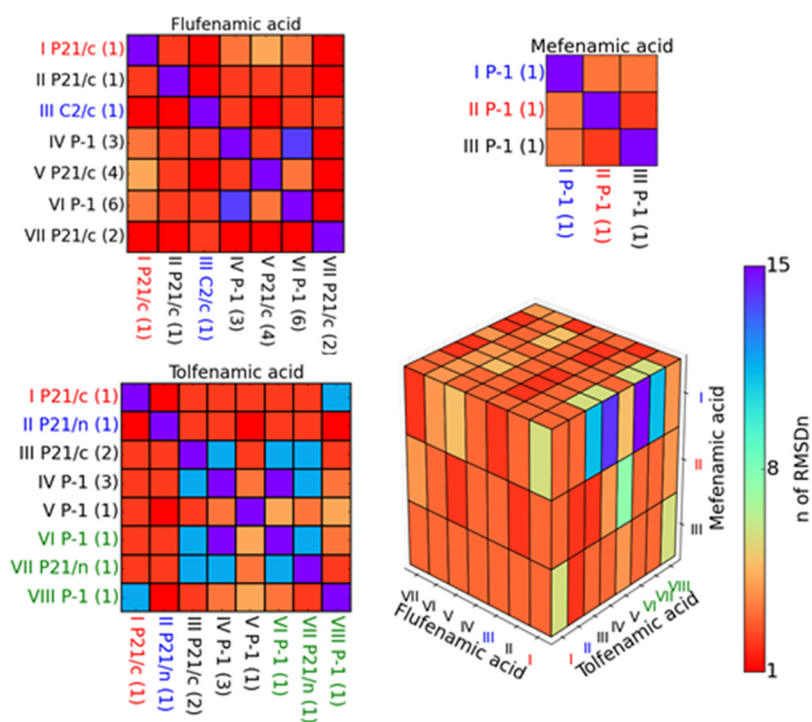 Flufenamic acid
I P21/c (1)
II P21/c (1)
III C2/c (1)
IV P-1 (3)
V P21/c (4)
VI P-1 (6)
VII P21/c (2)
I P21/c (1)
II P21/c (1)
III C2/c (1)
IV P-1 (3)
V P21/c (4)
VI P-1 (6)
VII P21/c (2)
Mefenamic acid
I P-1 (1)
II P-1 (1)
III P-1 (1)
I P-1 (1)
II P-1 (1)
III P-1 (1)
Tolfenamic acid
I P21/c (1)
II P21/n (1)
III P21/c (2)
IV P-1 (3)
V P-1 (1)
VI P-1 (1)
VII P21/n (1)
VIII P-1 (1)
I P21/c (1)
II P21/n (1)
III P21/c (2)
IV P-1 (3)
V P-1 (1)
VI P-1 (1)
VII P21/n (1)
VIII P-1 (1)
I
II
III
Mefenamic acid
VII VI V IV III II I
Flufenamic acid
I II III IV V VI VII VIII
Tolfenamic acid
15
8
1
n of RMSDn